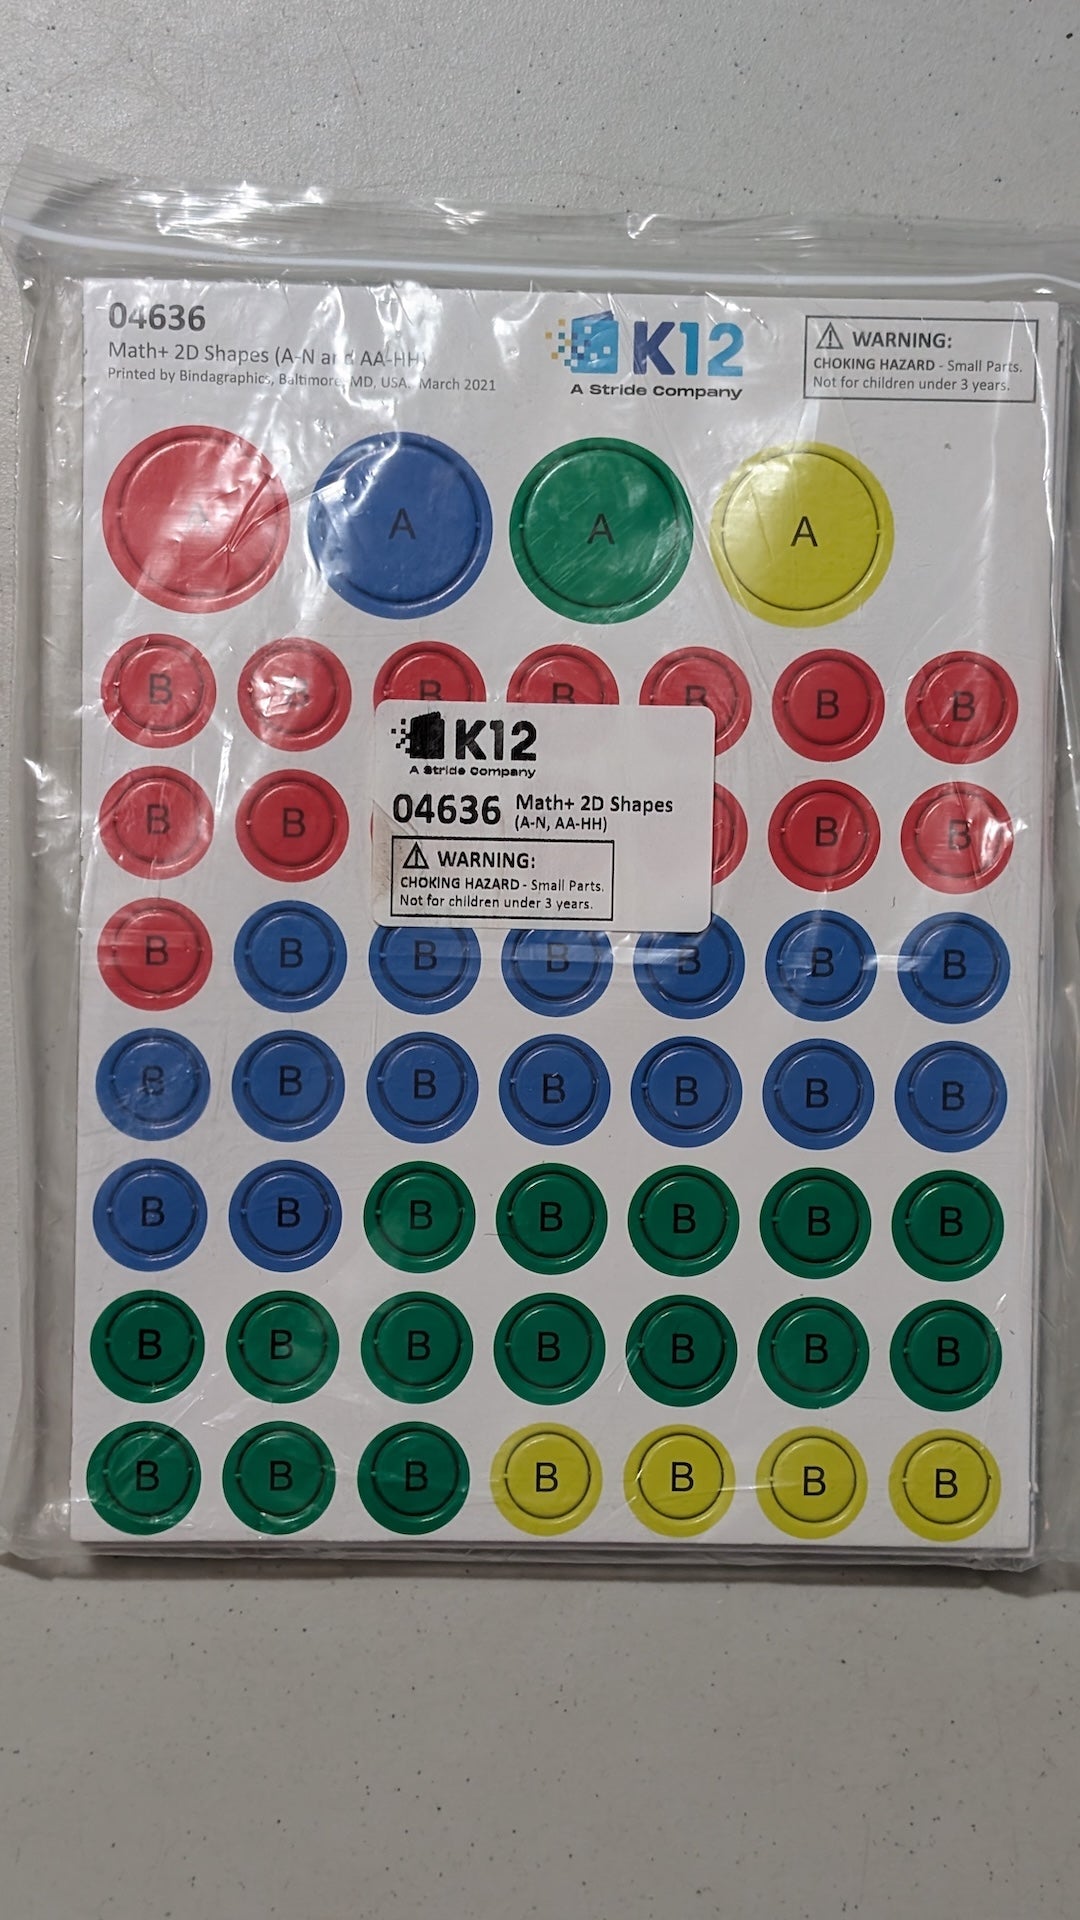 04636
Math+ 2D Shapes (A-N and AA-HH)
Printed by Bindagraphics, Baltimore, MD, USA. March 2021
K12
A Stride Company
WARNING:
CHOKING HAZARD - Small Parts.
Not for children under 3 years.
A A A A
B B B B B B B
K12
A Stride Company
04636 Math+ 2D Shapes
(A-N, AA-HH)
WARNING:
CHOKING HAZARD - Small Parts.
Not for children under 3 years.
B B B B
B B B B B B B
B B B B B B B
B B B B B B B
B B B B B B B
B B B B B B B